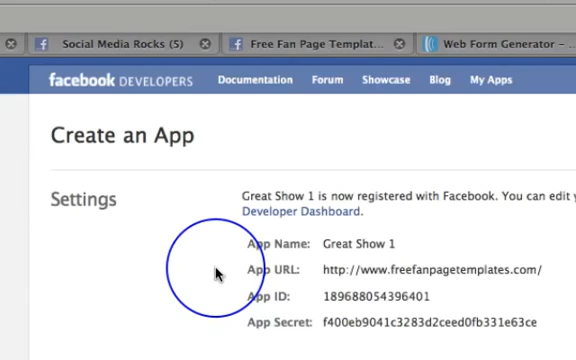 Social Media Rocks (5) Free Fan Page Templat... Web Form Generator – ...
facebook DEVELOPERS Documentation Forum Showcase Blog My Apps
Create an App
Settings
Great Show 1 is now registered with Facebook. You can edit
Developer Dashboard.
App Name: Great Show 1
App URL: http://www.freefanpagetemplates.com/
App ID: 189688054396401
App Secret: f400eb9041c3283d2ceed0fb331e63ce